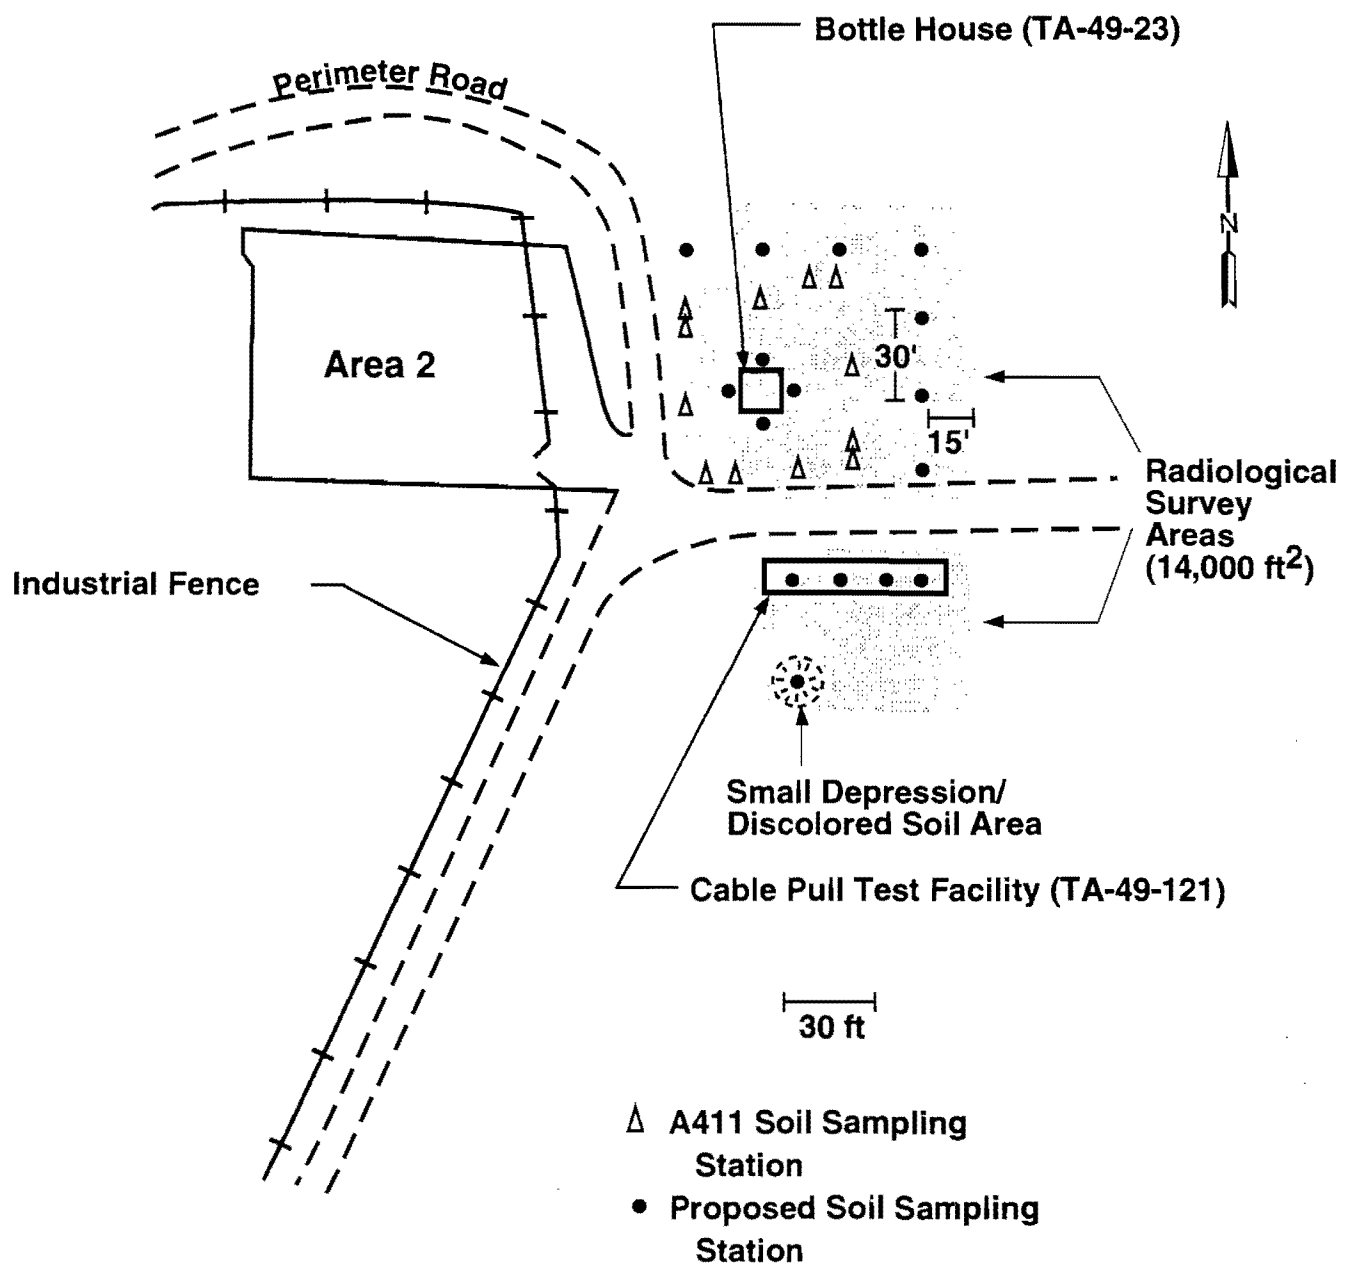 Bottle House (TA-49-23)
Perimeter Road
N
Area 2
30'
15'
Radiological
Survey
Areas
(14,000 ft2)
Industrial Fence
Small Depression/
Discolored Soil Area
Cable Pull Test Facility (TA-49-121)
30 ft
A411 Soil Sampling
Station
Proposed Soil Sampling
Station